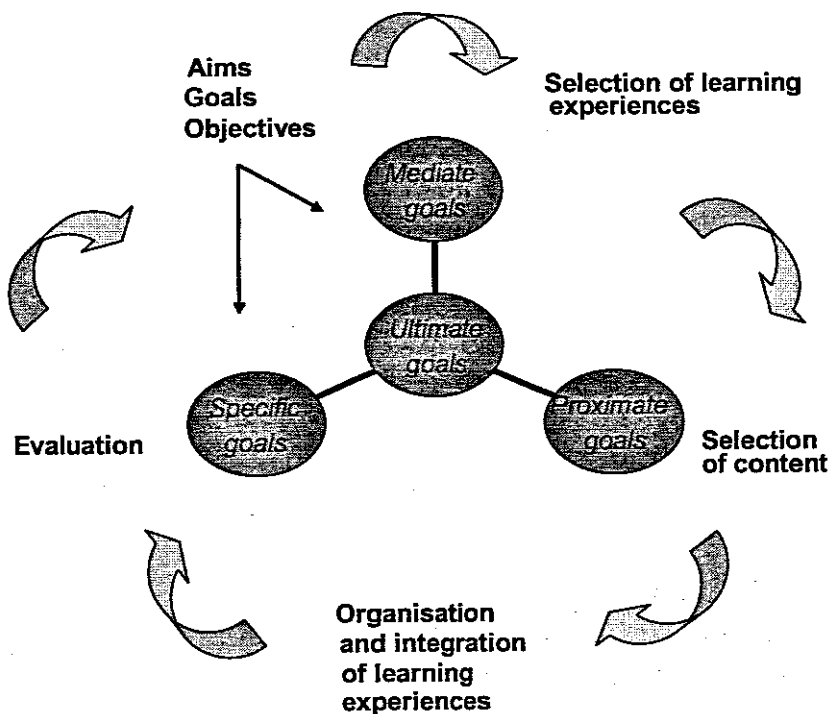 Aims
Goals
Objectives
Selection of learning
experiences
Mediate
goals
Ultimate
goals
Specific
goals
Proximate
goals
Evaluation
Selection
of content
Organisation
and integration
of learning
experiences